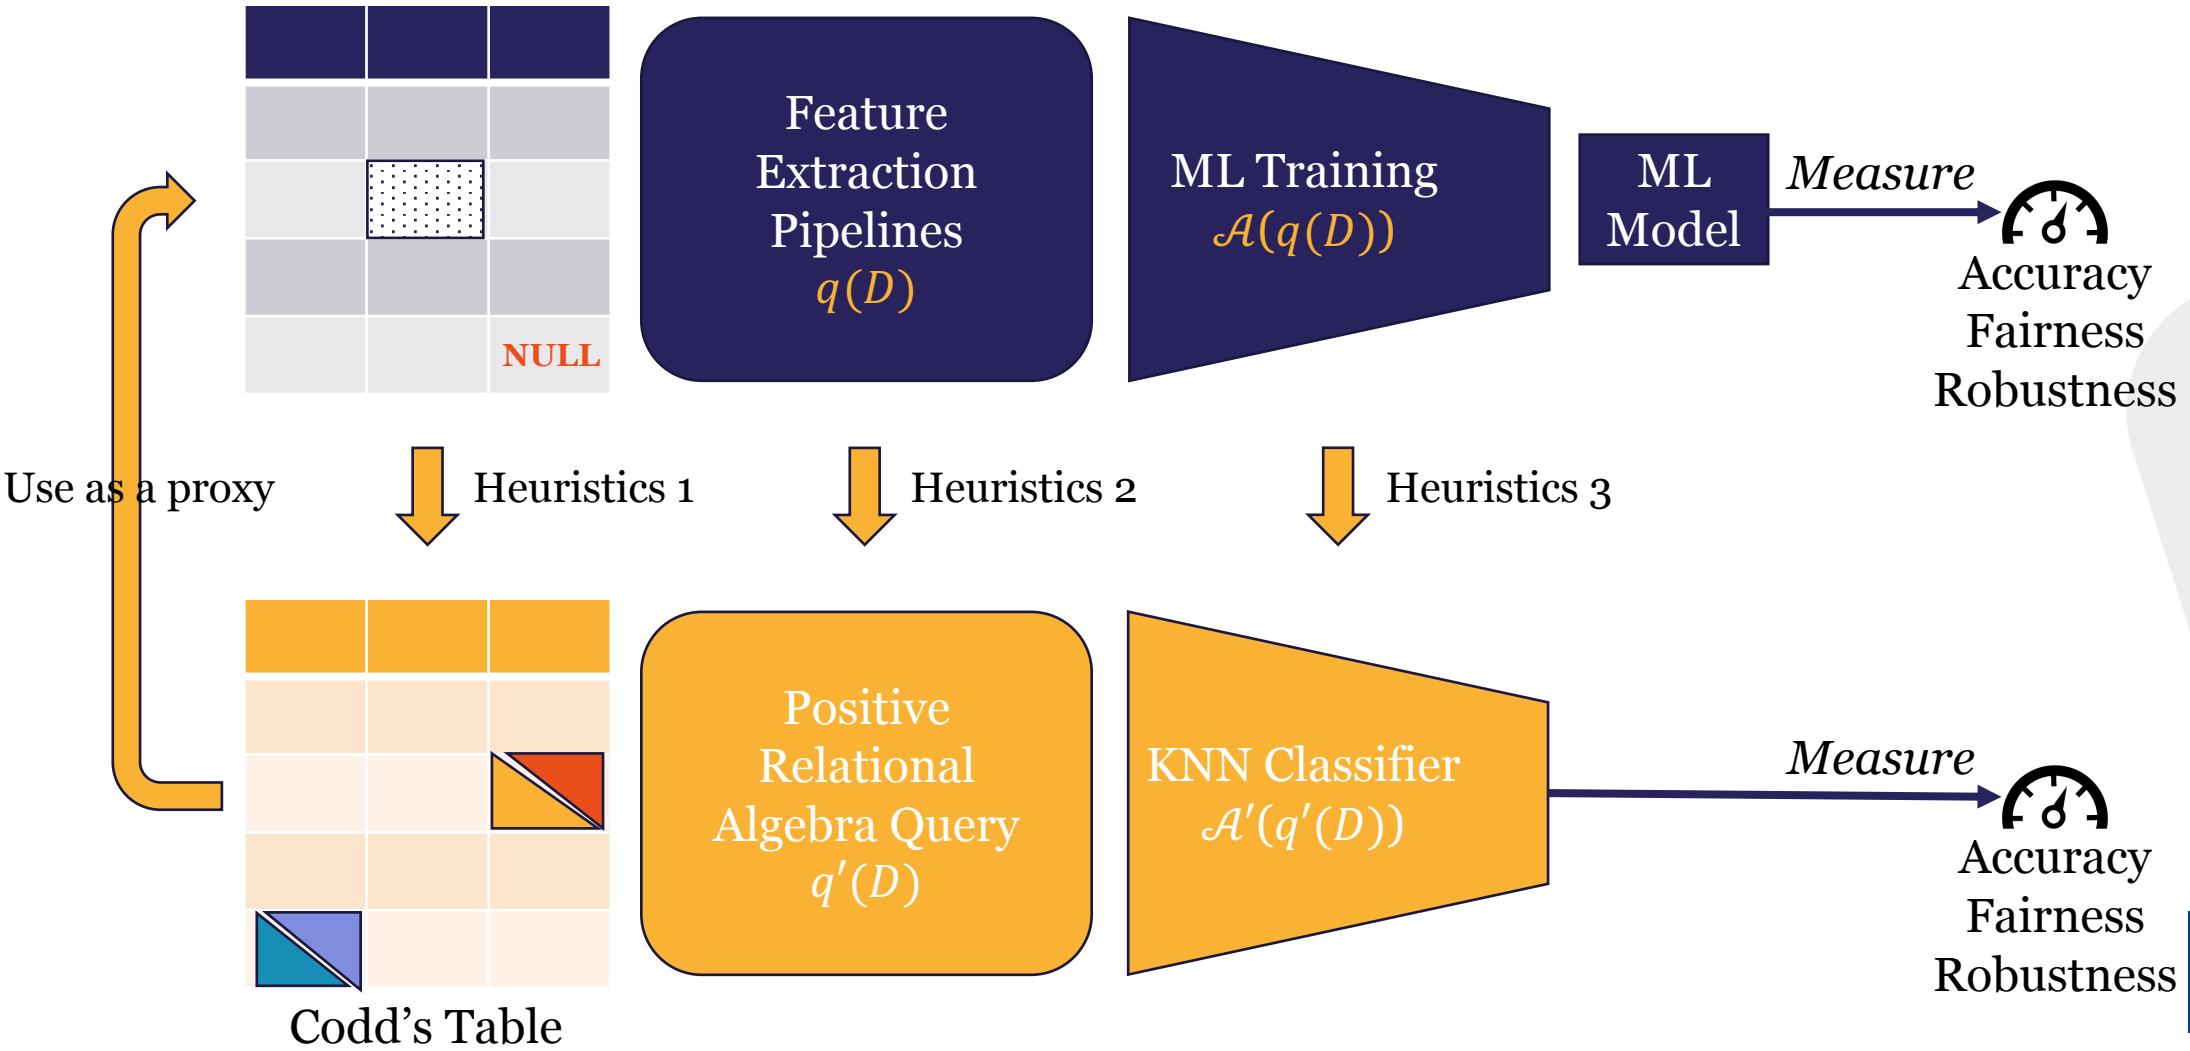 Feature
Extraction
Pipelines
q(D)
ML Training
𝒜(q(D))
ML
Model
Measure
Accuracy
Fairness
Robustness
NULL
Use as a proxy
Heuristics 1
Heuristics 2
Heuristics 3
Positive
Relational
Algebra Query
q′(D)
KNN Classifier
𝒜′(q′(D))
Measure
Accuracy
Fairness
Robustness
Codd’s Table